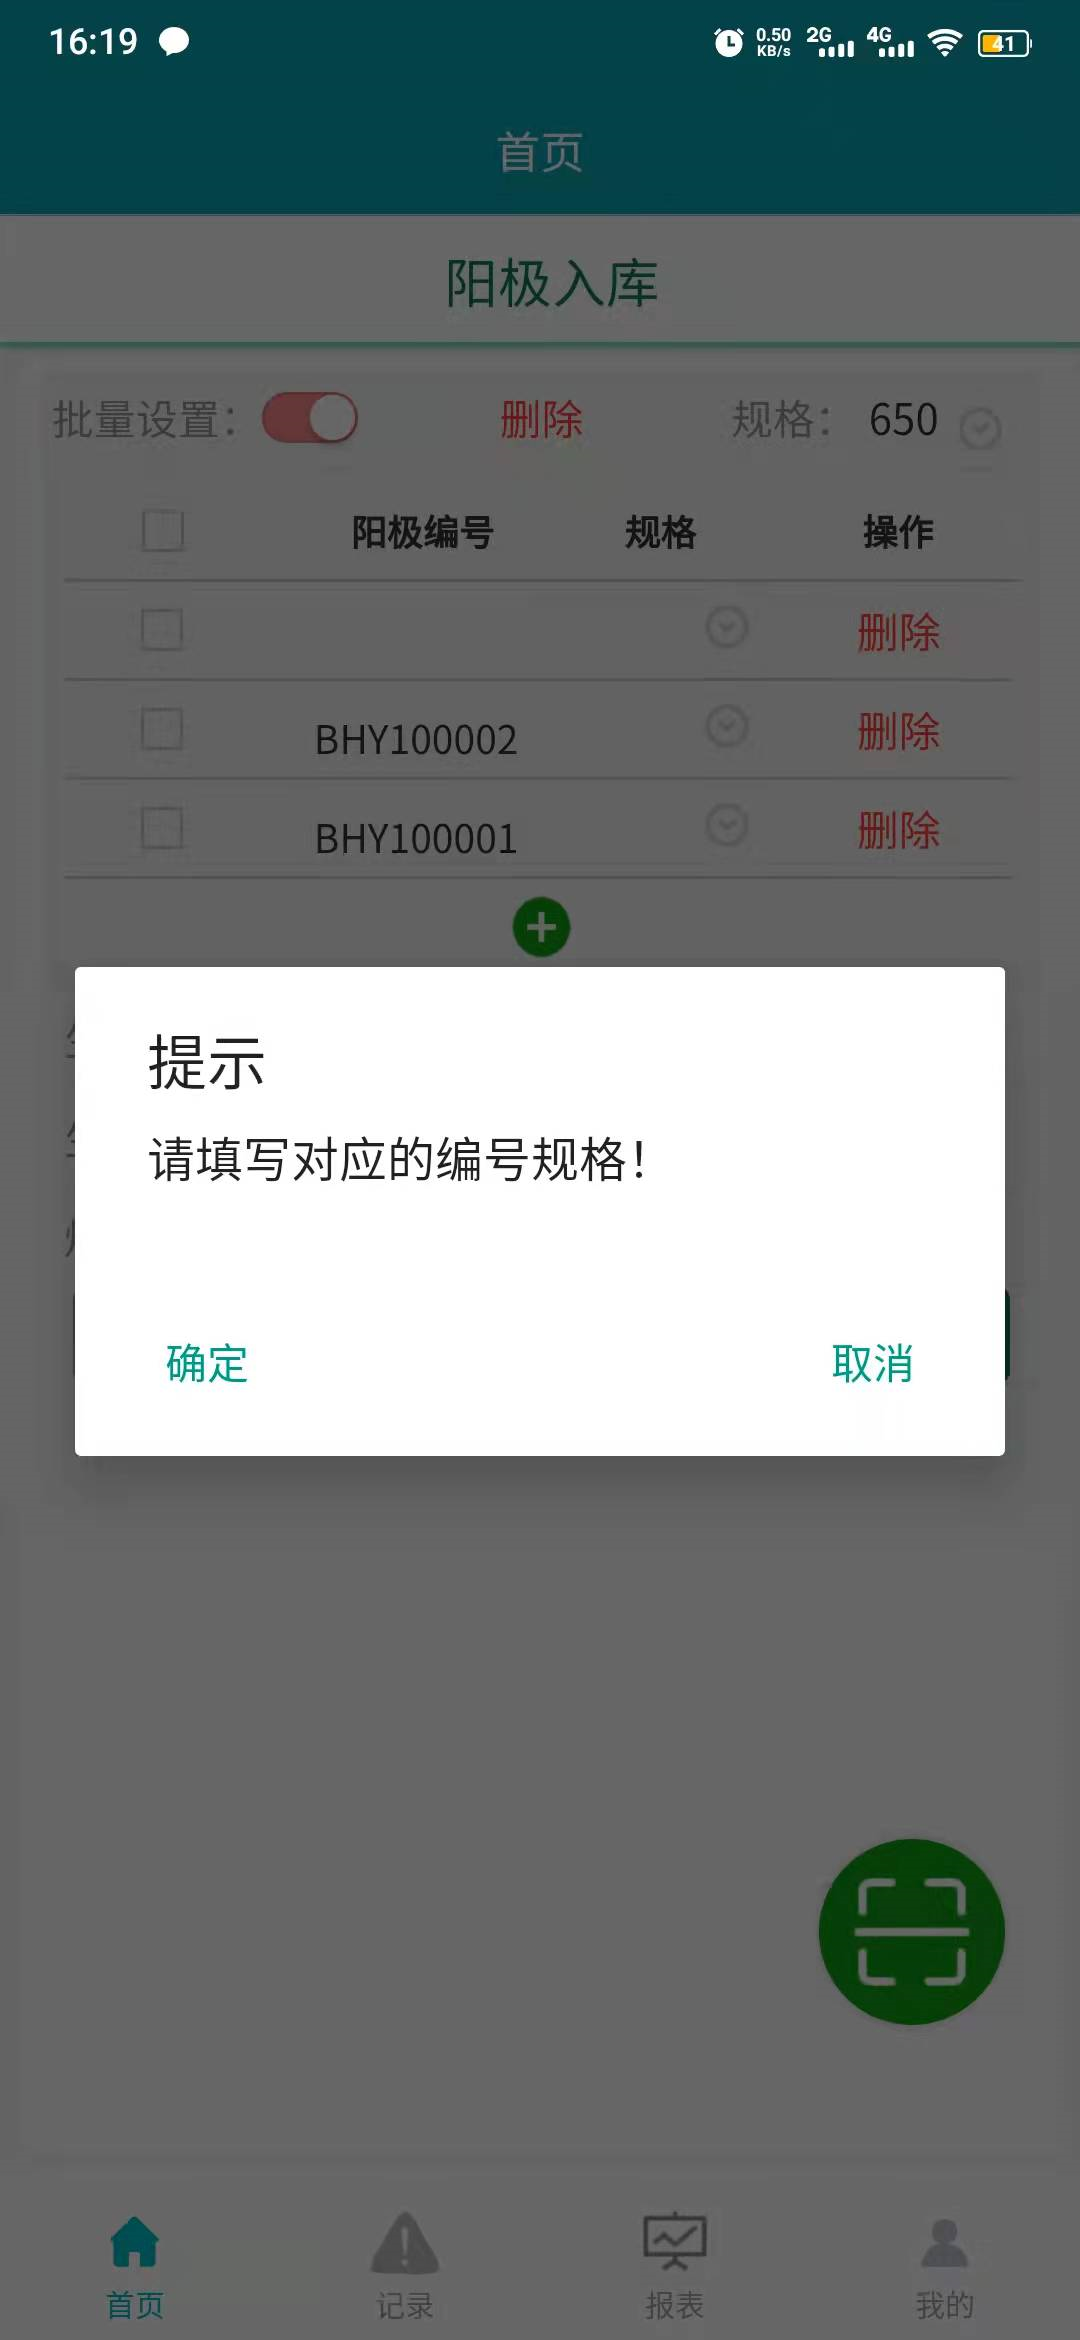 16:19 0.50 KB/s 2G 4G 41
首页
阳极入库
批量设置： 删除 规格： 650
阳极编号 规格 操作
删除
BHY100002 删除
BHY100001 删除
提示
请填写对应的编号规格！
确定 取消
首页 记录 报表 我的